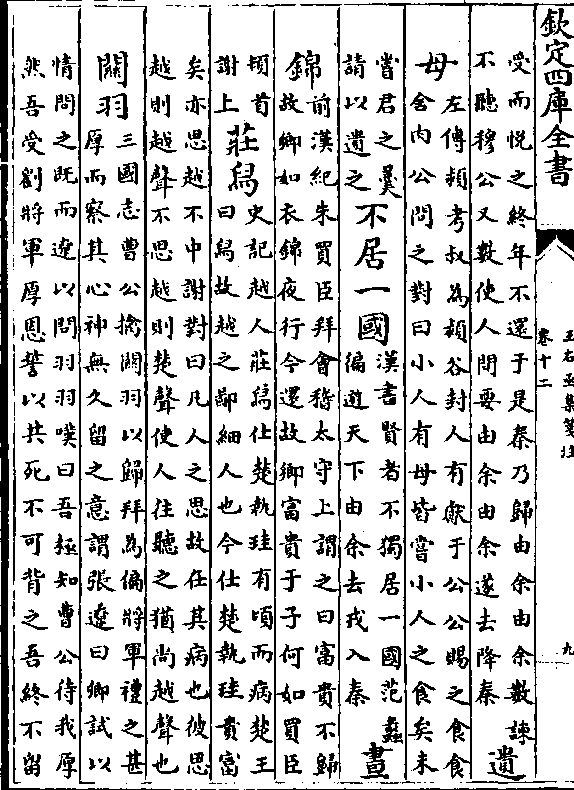 欽定四庫全書
王右丞集箋注
卷十二
九
受而悦之終年不還于是秦乃歸由余由余數諫
不聽穆公又數使人間要由余由余遂去降秦
遺
母
左傳頴考叔為頴谷封人有獻于公公賜之食食
舍肉公問之對曰小人有母皆嘗小人之食矣未
嘗君之羹
請以遺之
不居一國
漢書賢者不獨居一國范蠡
徧遊天下由余去戎入秦
晝
錦
前漢紀朱買臣拜會稽太守上謂之曰富貴不歸
故鄉如衣錦夜行今還故鄉富貴于子何如買臣
頓首
謝上
莊舄
史記越人莊舄仕楚執珪有頃而病楚王
曰舄故越之鄙細人也今仕楚執珪貴富
矣亦思越不中謝對曰凡人之思故在其病也彼思
越則越聲不思越則楚聲使人往聽之猶尚越聲也
關羽
三國志曹公擒關羽以歸拜為偏將軍禮之甚
厚而察其心神無久留之意謂張遼曰卿試以
情問之既而遼以問羽羽嘆曰吾極知曹公待我厚
然吾受劉將軍厚恩誓以共死不可背之吾終不留